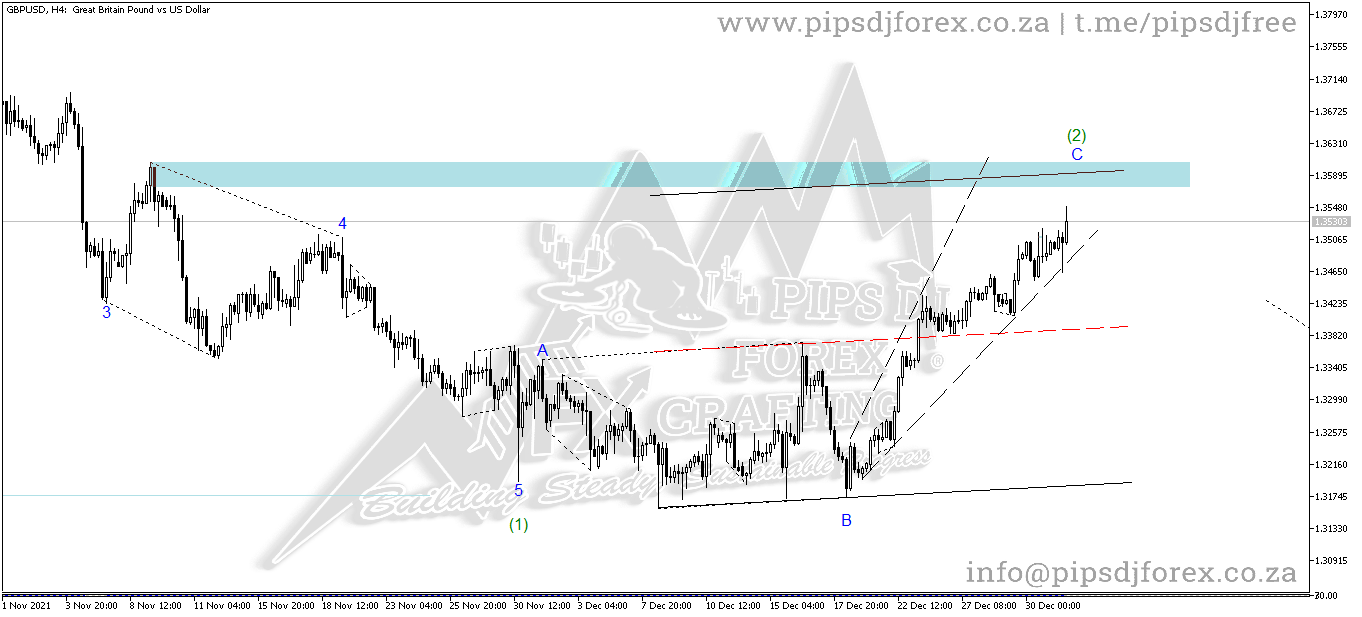 GBPUSD, H4: Great Britain Pound vs US Dollar
www.pipsdjforex.co.za | t.me/pipsdjfree
1.37970
1.37555
1.37140
1.36725
1.36310
1.35895
1.35480
1.35303
1.35065
1.34650
1.34235
1.33820
1.33405
1.32990
1.32575
1.32160
1.31745
1.31330
1.30915
(2)
C
4
3
A
5
(1)
B
PIPS DJ
FOREX ®
FX CRAFTING
Building Steady Sustainable Progress
info@pipsdjforex.co.za
1 Nov 2021 3 Nov 20:00 8 Nov 12:00 11 Nov 04:00 15 Nov 20:00 18 Nov 12:00 23 Nov 04:00 25 Nov 20:00 30 Nov 12:00 3 Dec 04:00 7 Dec 20:00 10 Dec 12:00 15 Dec 04:00 17 Dec 20:00 22 Dec 12:00 27 Dec 08:00 30 Dec 00:00